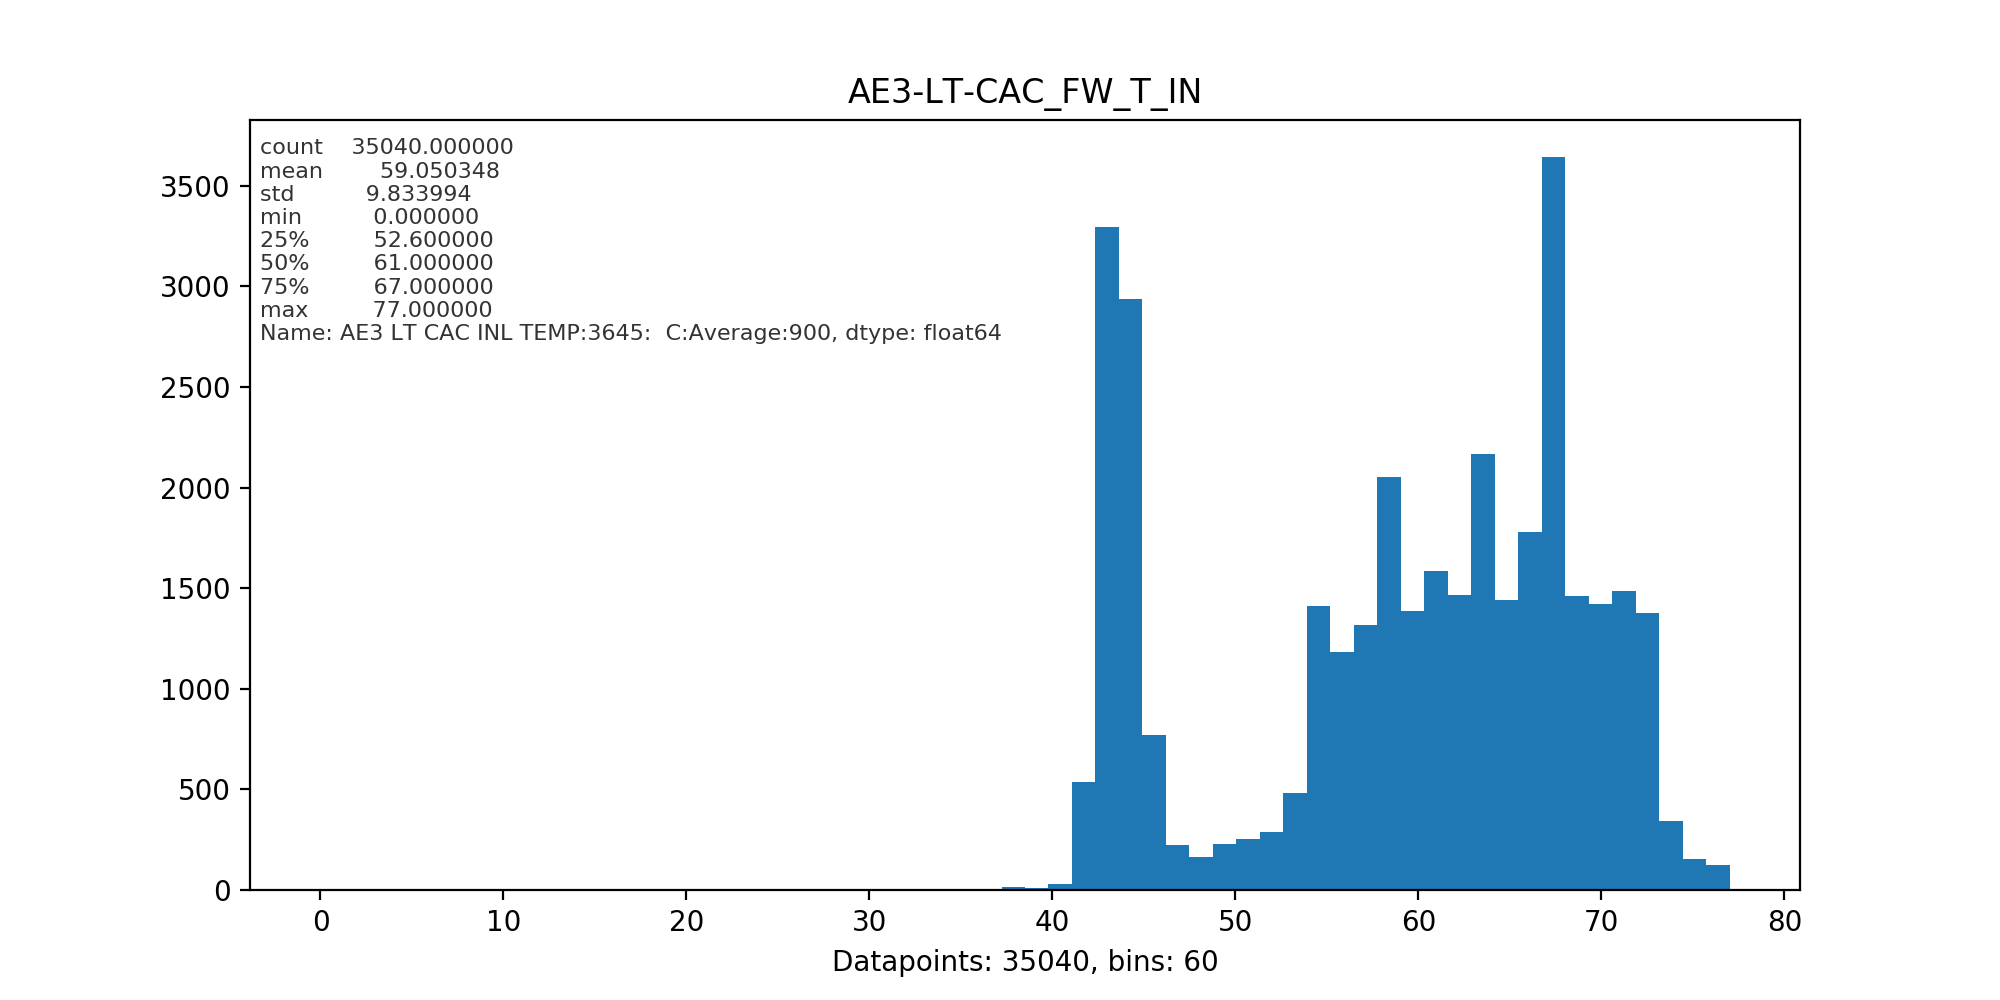 AE3-LT-CAC_FW_T_IN
count 35040.000000
mean 59.050348
std 9.833994
min 0.000000
25% 52.600000
50% 61.000000
75% 67.000000
max 77.000000
Name: AE3 LT CAC INL TEMP:3645:  C:Average:900, dtype: float64
3500
3000
2500
2000
1500
1000
500
0
0 10 20 30 40 50 60 70 80
Datapoints: 35040, bins: 60